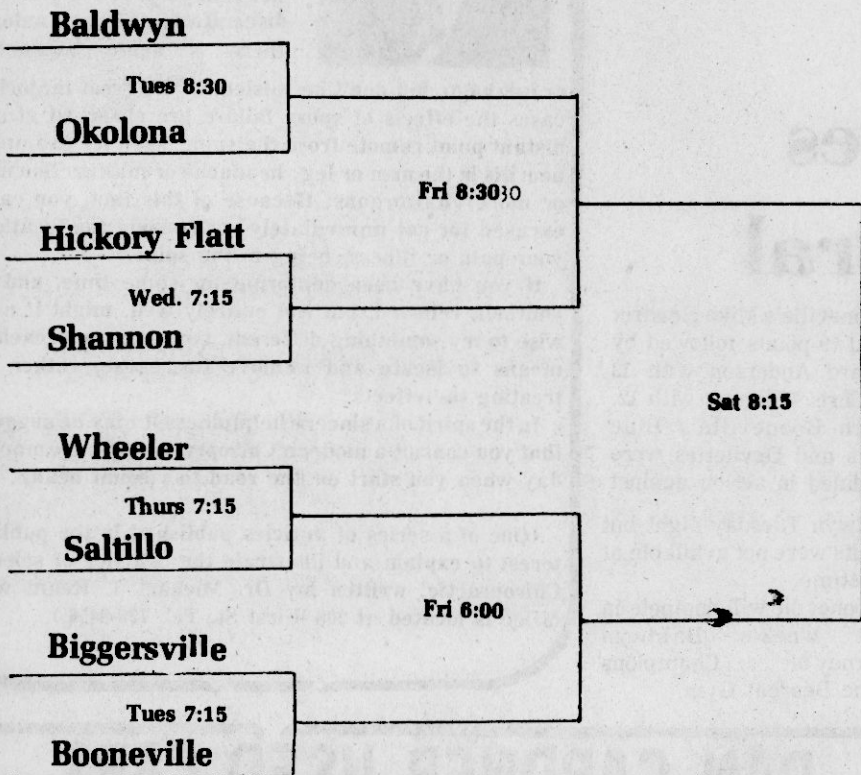 Baldwyn
Tues 8:30
Okolona
Fri 8:30
Hickory Flatt
Wed. 7:15
Shannon
Sat 8:15
Wheeler
Thurs 7:15
Saltillo
Fri 6:00
Biggersville
Tues 7:15
Booneville